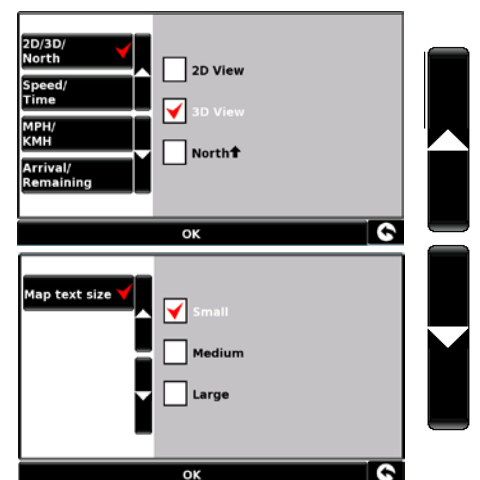 2D/3D/
North
Speed/
Time
MPH/
KMH
Arrival/
Remaining
2D View
3D View
North⬆
OK
Map text size
Small
Medium
Large
OK